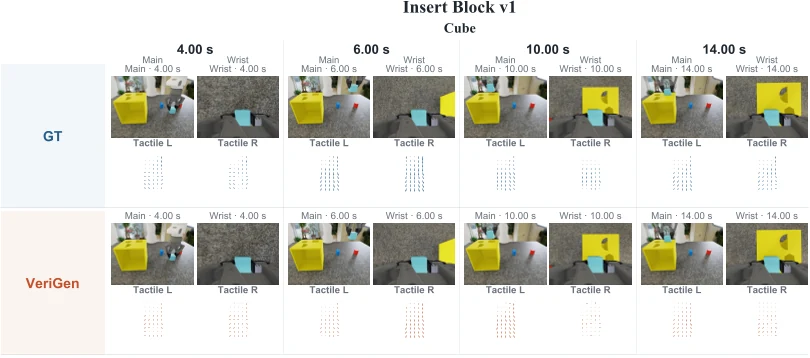 Insert Block v1
Cube
4.00 s 6.00 s 10.00 s 14.00 s
Main Wrist Main Wrist Main Wrist Main Wrist
Main · 4.00 s Wrist · 4.00 s Main · 6.00 s Wrist · 6.00 s Main · 10.00 s Wrist · 10.00 s Main · 14.00 s Wrist · 14.00 s
GT
Tactile L Tactile R Tactile L Tactile R Tactile L Tactile R Tactile L Tactile R
Main · 4.00 s Wrist · 4.00 s Main · 6.00 s Wrist · 6.00 s Main · 10.00 s Wrist · 10.00 s Main · 14.00 s Wrist · 14.00 s
VeriGen
Tactile L Tactile R Tactile L Tactile R Tactile L Tactile R Tactile L Tactile R